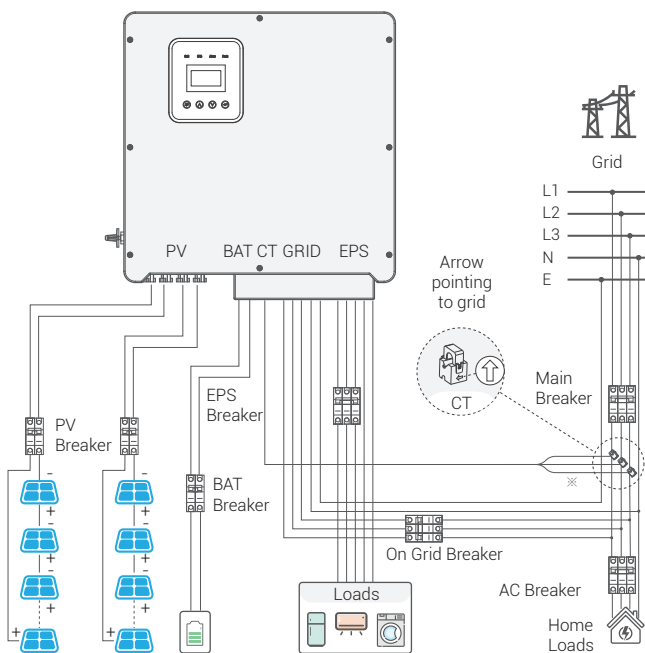 PV
BAT CT GRID
EPS
Grid
L1
L2
L3
N
E
Arrow
pointing
to grid
CT
Main
Breaker
EPS
Breaker
PV
Breaker
BAT
Breaker
※
On Grid Breaker
AC Breaker
Loads
Home
Loads
-
+
-
+
-
+
+
-
+
-
+
-
+
+